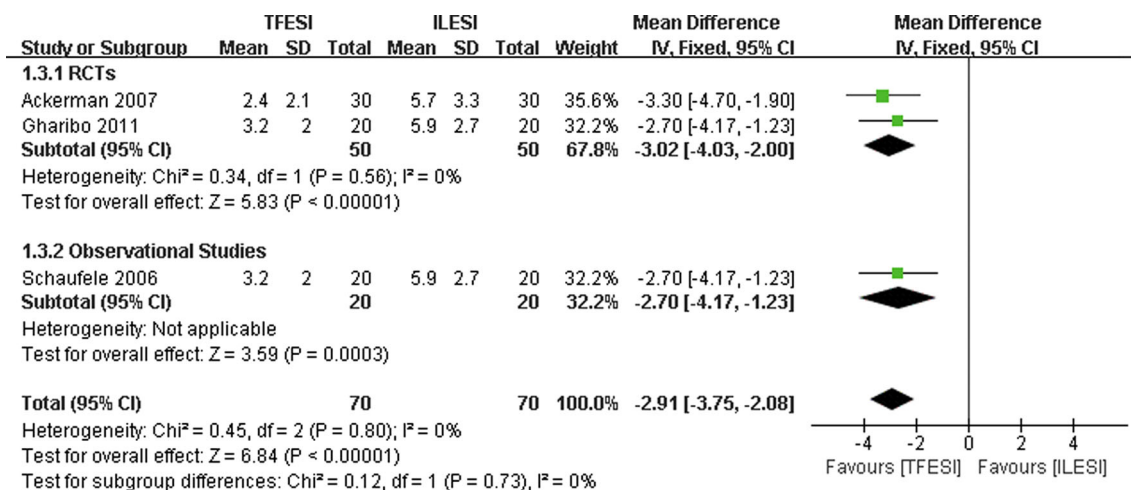 TFESI ILESI Mean Difference Mean Difference
Study or Subgroup Mean SD Total Mean SD Total Weight IV, Fixed, 95% CI IV, Fixed, 95% CI
1.3.1 RCTs
Ackerman 2007 2.4 2.1 30 5.7 3.3 30 35.6% -3.30 [-4.70, -1.90]
Gharibo 2011 3.2 2 20 5.9 2.7 20 32.2% -2.70 [-4.17, -1.23]
Subtotal (95% CI) 50 50 67.8% -3.02 [-4.03, -2.00]
Heterogeneity: Chi² = 0.34, df = 1 (P = 0.56); I² = 0%
Test for overall effect: Z = 5.83 (P < 0.00001)
1.3.2 Observational Studies
Schaufele 2006 3.2 2 20 5.9 2.7 20 32.2% -2.70 [-4.17, -1.23]
Subtotal (95% CI) 20 20 32.2% -2.70 [-4.17, -1.23]
Heterogeneity: Not applicable
Test for overall effect: Z = 3.59 (P = 0.0003)
Total (95% CI) 70 70 100.0% -2.91 [-3.75, -2.08]
Heterogeneity: Chi² = 0.45, df = 2 (P = 0.80); I² = 0%
Test for overall effect: Z = 6.84 (P < 0.00001)
Test for subgroup differences: Chi² = 0.12, df = 1 (P = 0.73), I² = 0%
-4 -2 0 2 4
Favours [TFESI] Favours [ILESI]